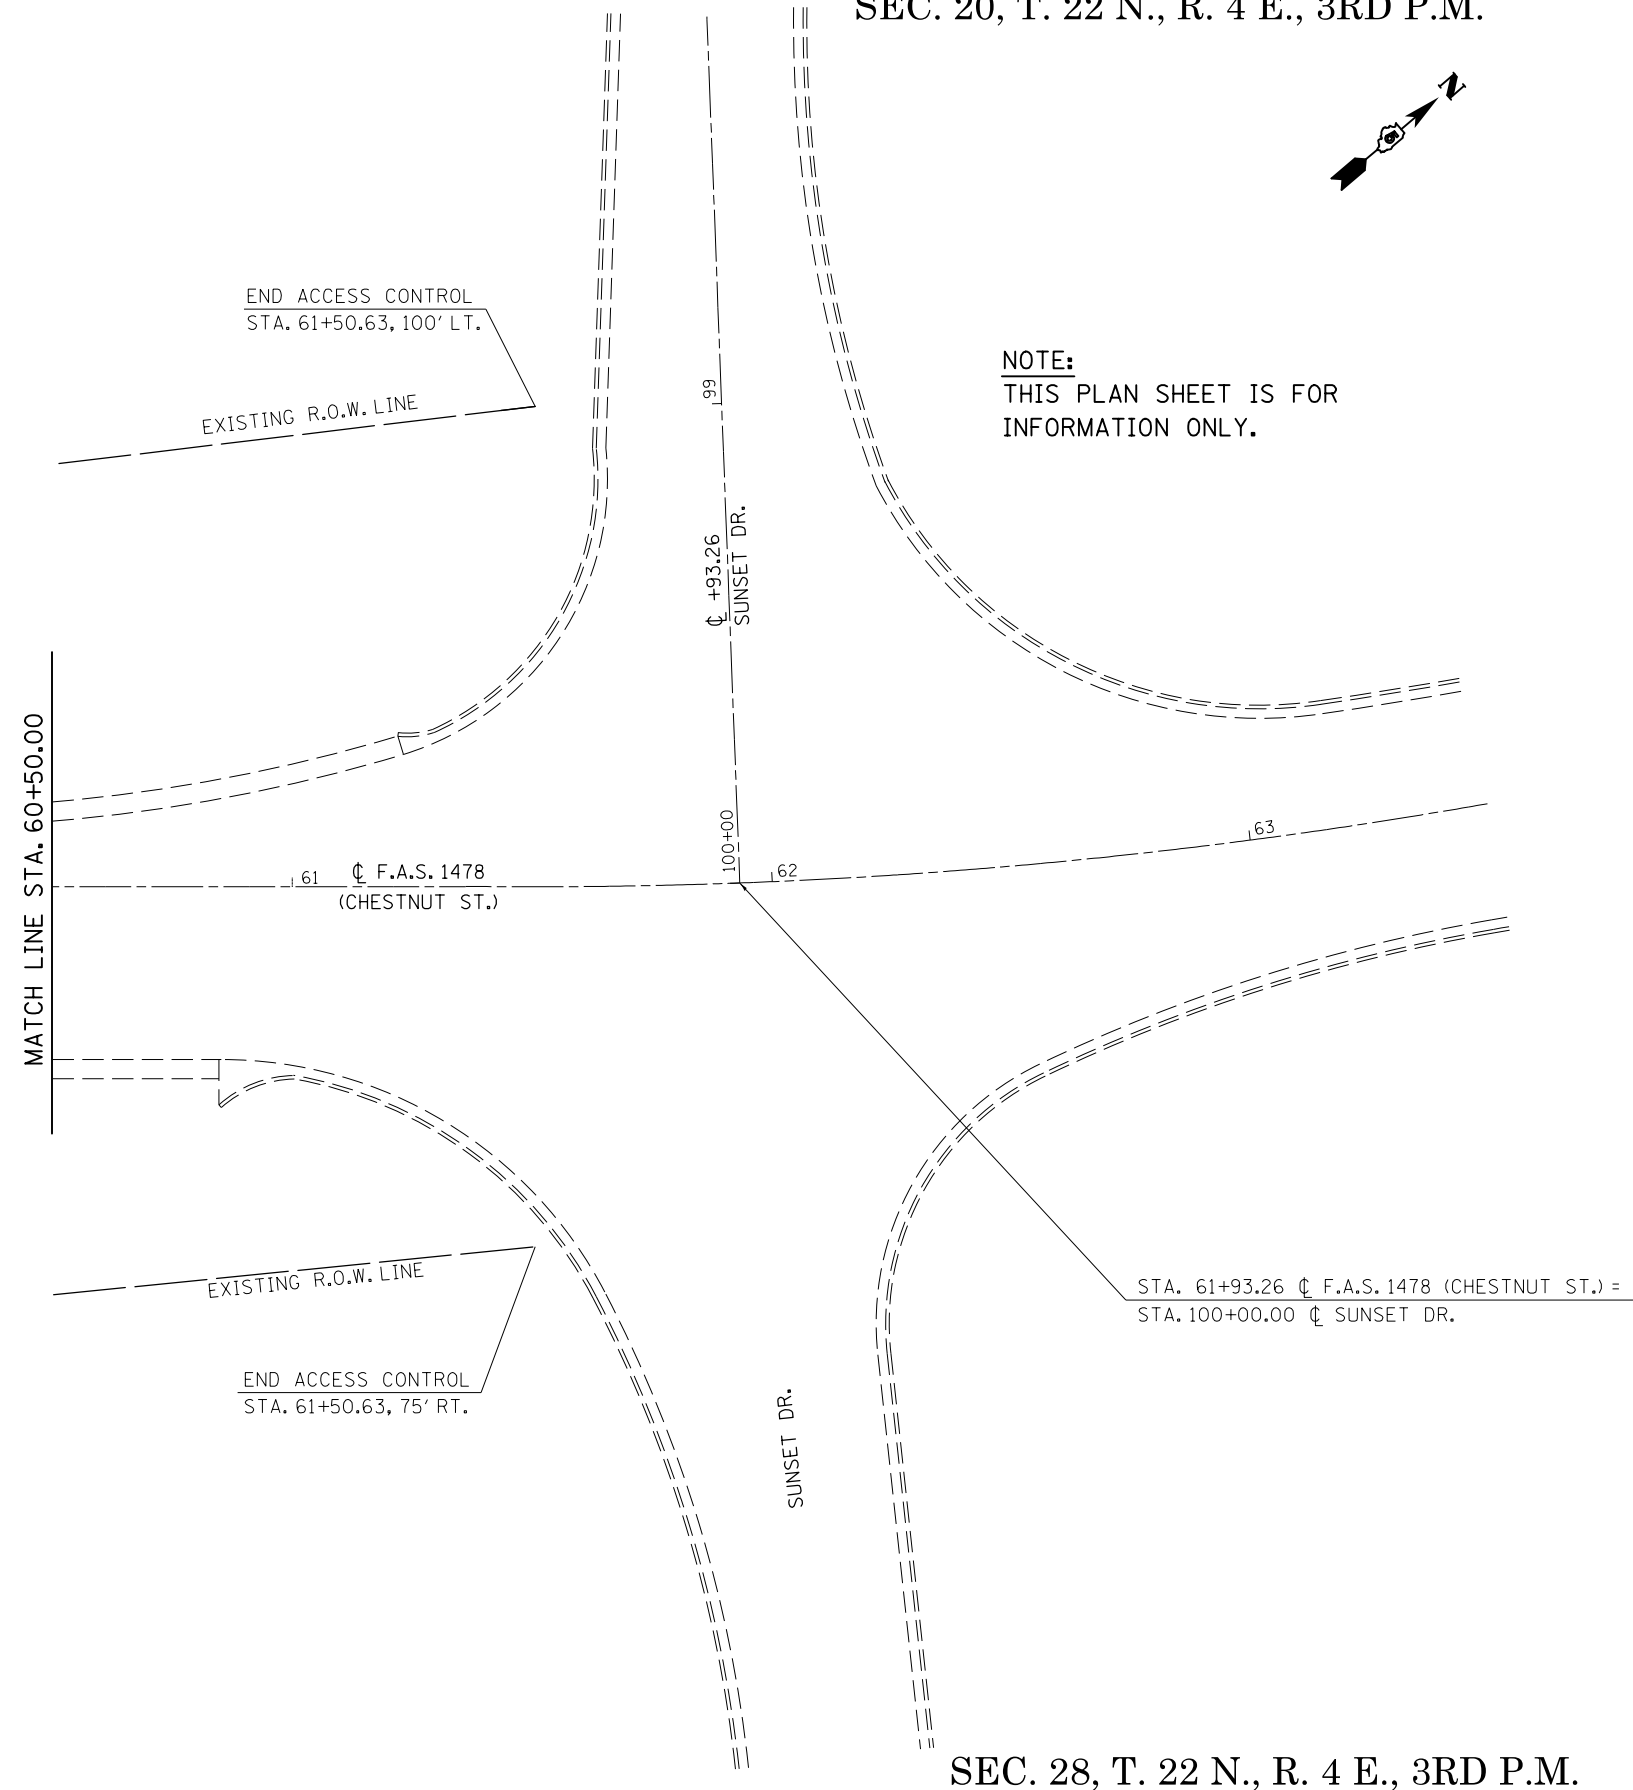 SEC. 20, T. 22 N., R. 4 E., 3RD P.M.
N
END ACCESS CONTROL
STA. 61+50.63, 100' LT.
NOTE:
THIS PLAN SHEET IS FOR
INFORMATION ONLY.
EXISTING R.O.W. LINE
99
℄ +93.26
SUNSET DR.
MATCH LINE STA. 60+50.00
100+00
61
℄ F.A.S. 1478
(CHESTNUT ST.)
62
63
EXISTING R.O.W. LINE
STA. 61+93.26 ℄ F.A.S. 1478 (CHESTNUT ST.) =
STA. 100+00.00 ℄ SUNSET DR.
END ACCESS CONTROL
STA. 61+50.63, 75' RT.
SUNSET DR.
SEC. 28, T. 22 N., R. 4 E., 3RD P.M.